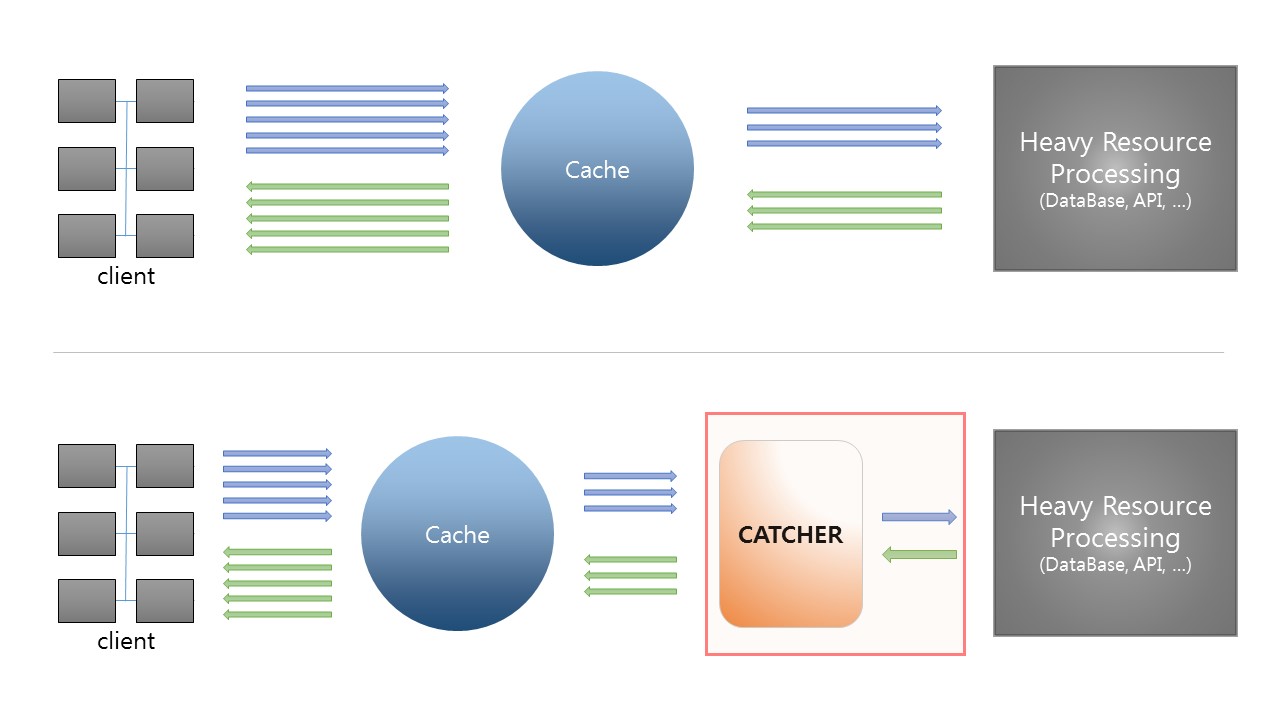 Cache
Heavy Resource
Processing
(DataBase, API, ...)
client
Cache
CATCHER
Heavy Resource
Processing
(DataBase, API, ...)
client